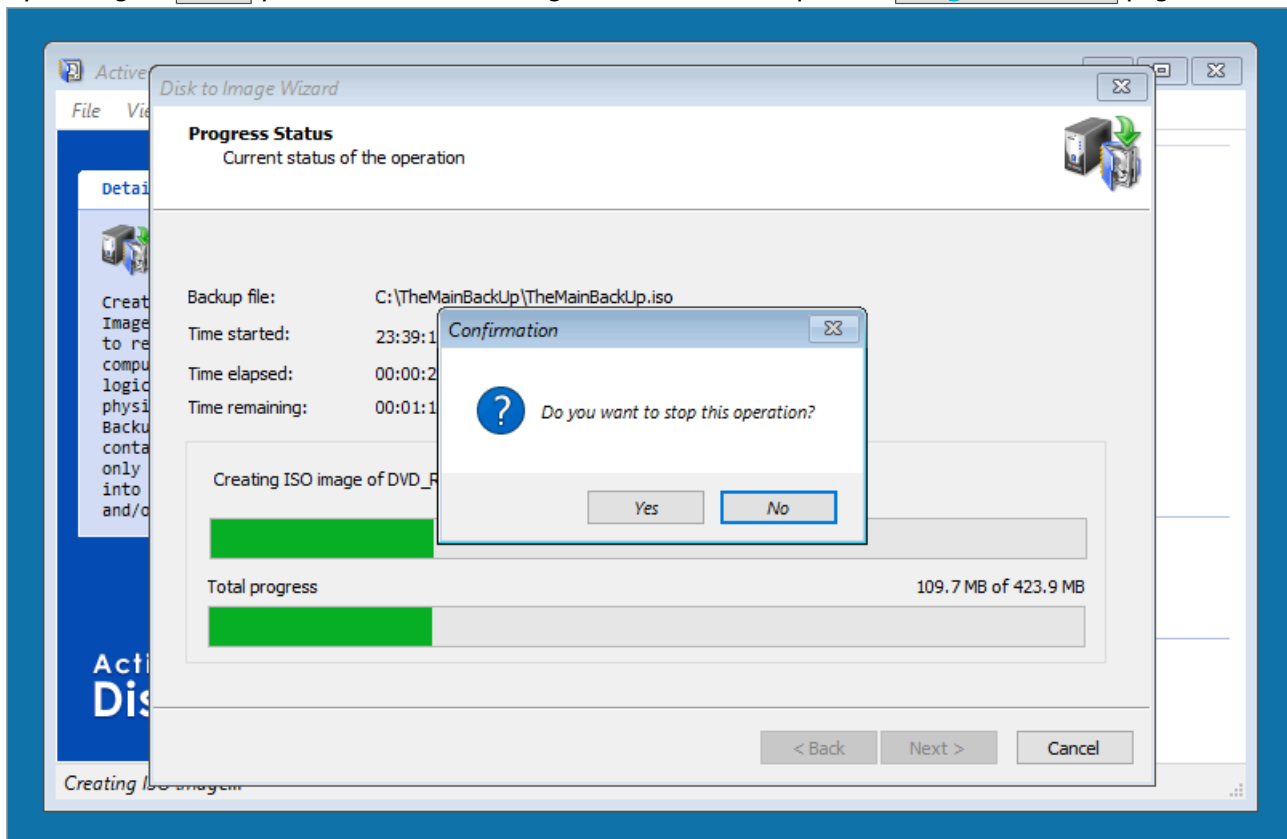 Active
Disk to Image Wizard
File
Progress Status
Current status of the operation
Backup file: C:\TheMainBackUp\TheMainBackUp.iso
Time started: 23:39:1
Time elapsed: 00:00:2
Time remaining: 00:01:1
Confirmation
Do you want to stop this operation?
Yes No
Creating ISO image of DVD_R
Total progress 109.7 MB of 423.9 MB
< Back Next > Cancel
Detai
Creat
Image
to re
compu
logic
physi
Backu
conta
only
into
and/o
Acti
Dis
Creating